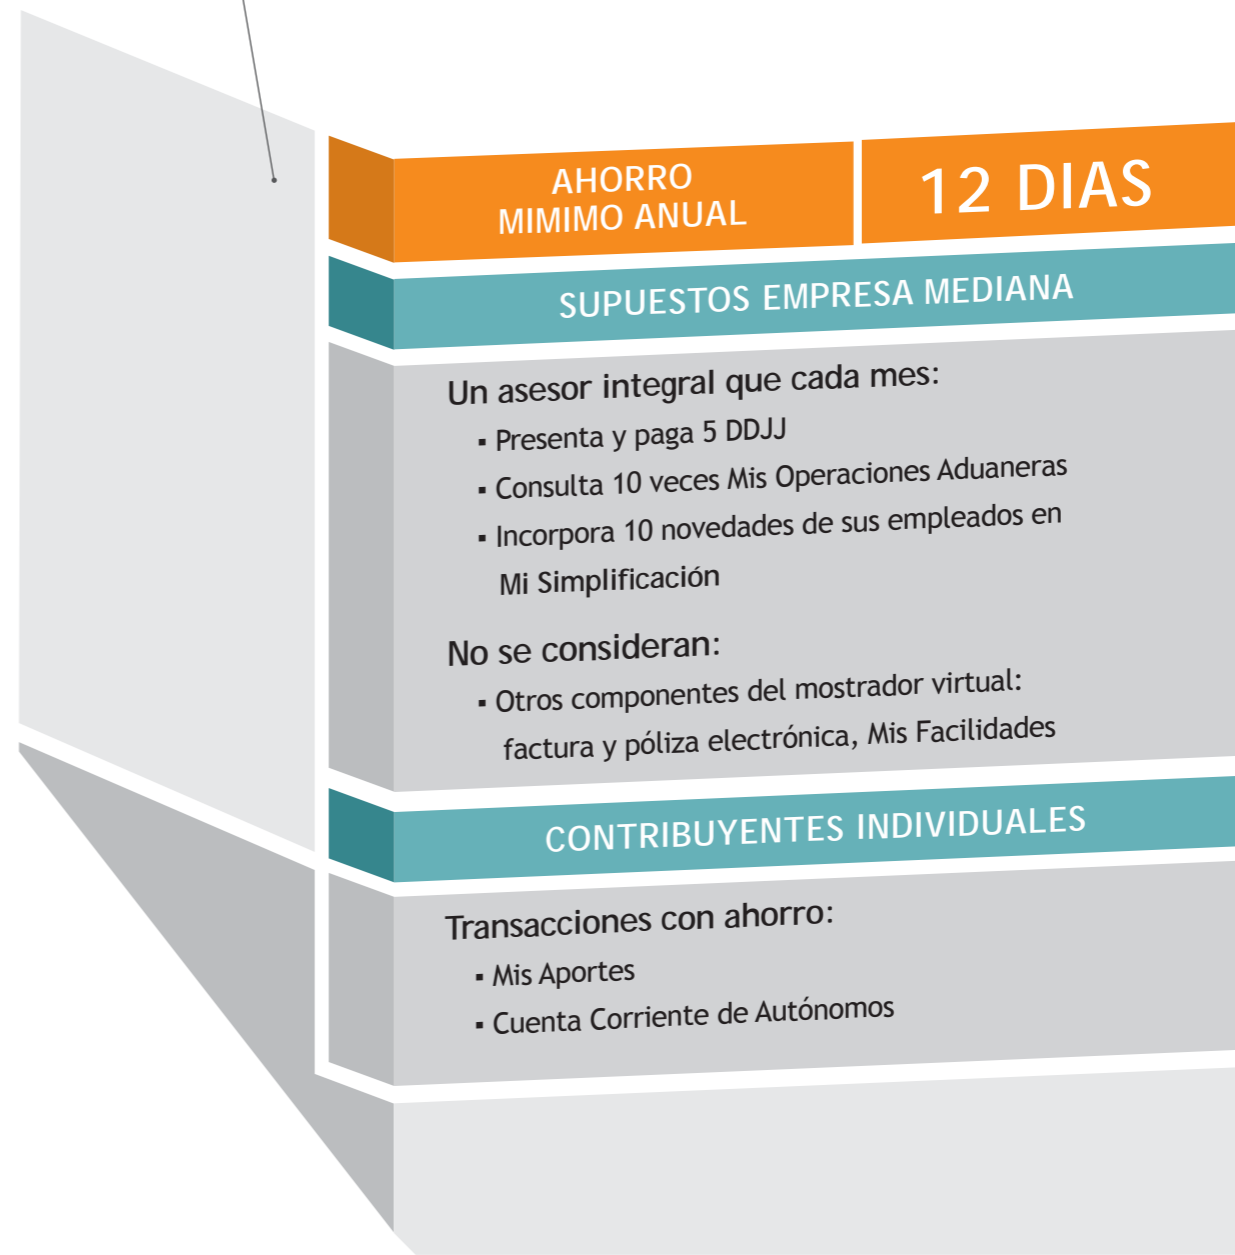 AHORRO
MIMIMO ANUAL
12 DIAS
SUPUESTOS EMPRESA MEDIANA
Un asesor integral que cada mes:
▪ Presenta y paga 5 DDJJ
▪ Consulta 10 veces Mis Operaciones Aduaneras
▪ Incorpora 10 novedades de sus empleados en
Mi Simplificación
No se consideran:
▪ Otros componentes del mostrador virtual:
factura y póliza electrónica, Mis Facilidades
CONTRIBUYENTES INDIVIDUALES
Transacciones con ahorro:
▪ Mis Aportes
▪ Cuenta Corriente de Autónomos